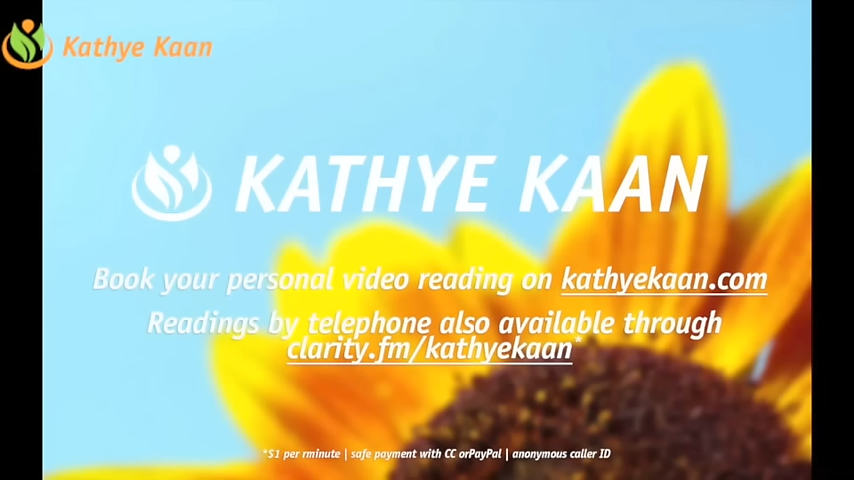 Kathye Kaan
KATHYE KAAN
Book your personal video reading on kathyekaan.com
Readings by telephone also available through
clarity.fm/kathyekaan*
*$1 per rminute | safe payment with CC orPayPal | anonymous caller ID